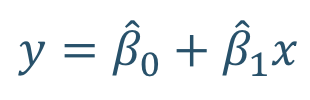 y = β̂₀ + β̂₁x